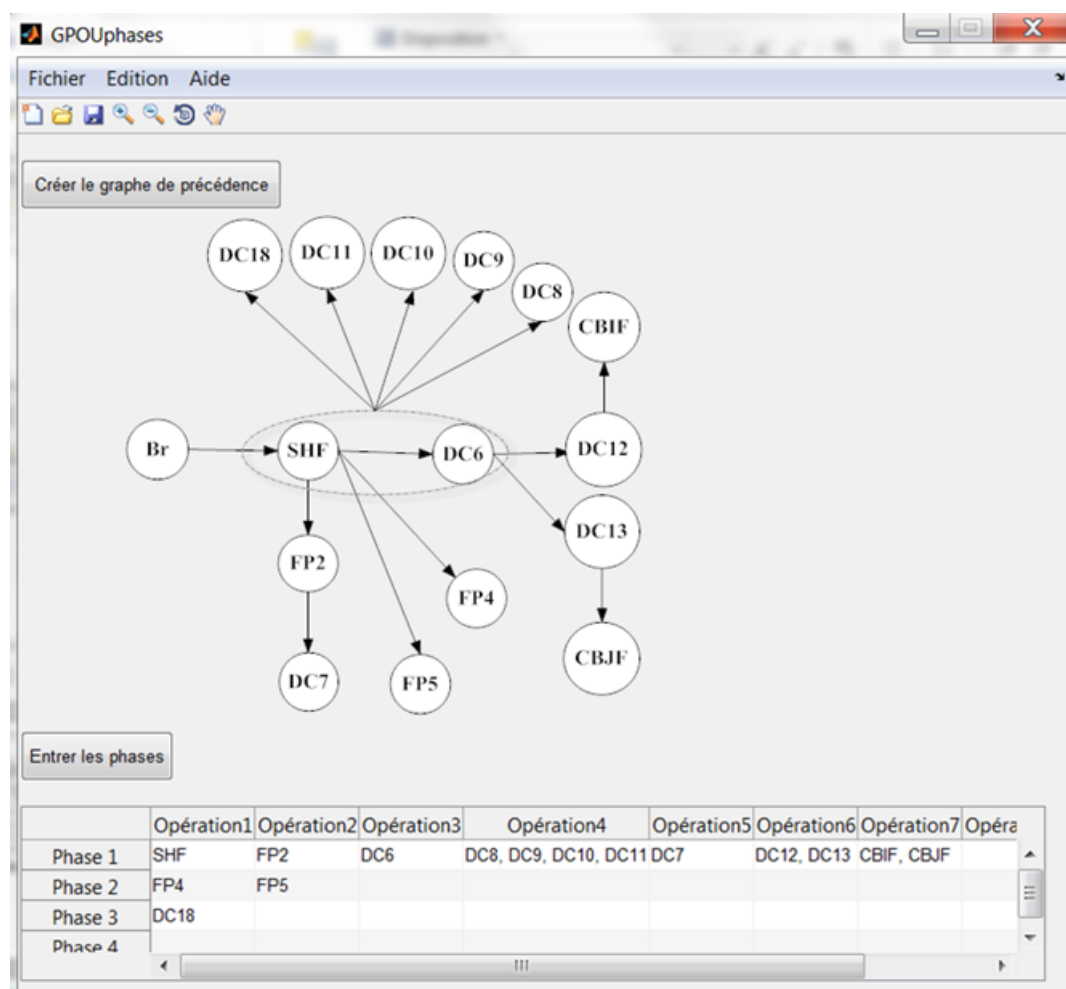 GPOUphases
Fichier Edition Aide
Créer le graphe de précédence
DC18 DC11 DC10 DC9
DC8
CBIF
Br SHF DC6 DC12
DC13
FP2
FP4
CBJF
DC7 FP5
Entrer les phases
Opération1 Opération2 Opération3 Opération4 Opération5 Opération6 Opération7 Opéra
Phase 1 SHF FP2 DC6 DC8, DC9, DC10, DC11 DC7 DC12, DC13 CBIF, CBJF
Phase 2 FP4 FP5
Phase 3 DC18
Phase 4